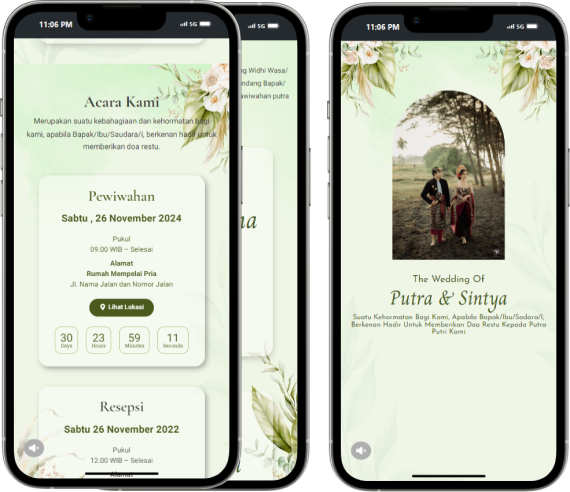 11:06 PM
5G
Acara Kami
Merupakan suatu kebahagiaan dan kehormatan bagi
kami, apabila Bapak/Ibu/Saudara/i, berkenan hadir untuk
memberikan doa restu.
Pewiwahan
Sabtu , 26 November 2024
Pukul
09.00 WIB – Selesai
Alamat
Rumah Mempelai Pria
Jl. Nama Jalan dan Nomor Jalan
Lihat Lokasi
30 23 59 11
Days Hours Minutes Seconds
Resepsi
Sabtu 26 November 2022
Pukul
12.00 WIB – Selesai
Alamat
5G
Widhi Wasa/
ndang Bapak/
awiwahan putra
na
11:06 PM
5G
The Wedding Of
Putra & Sintya
Suatu Kehormatan Bagi Kami, Apabila Bapak/Ibu/Sodara/I,
Berkenan Hadir Untuk Memberikan Doa Restu Kepada Putra
Putri Kami